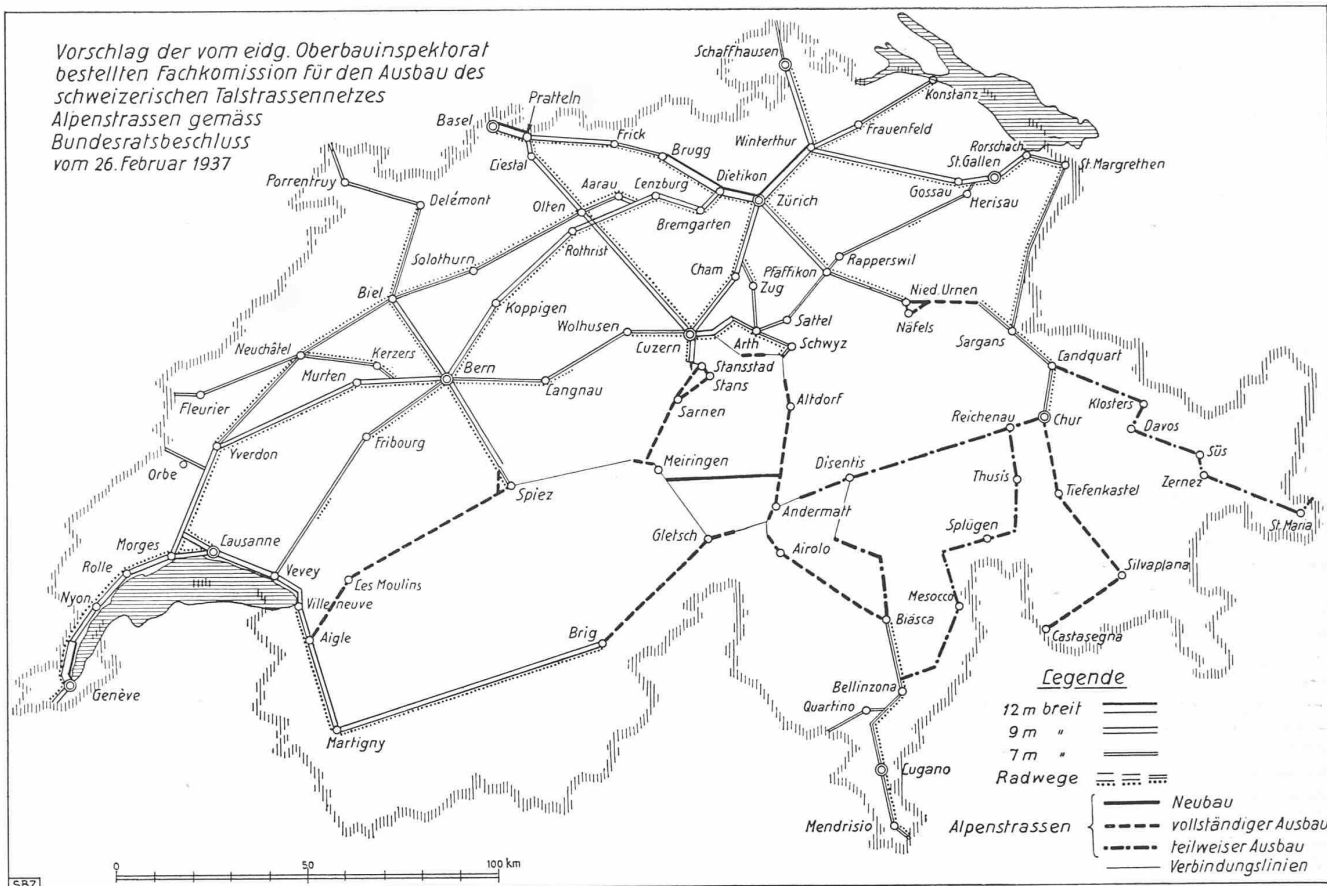 Vorschlag der vom eidg. Oberbauinspektorat
bestellten Fachkomission für den Ausbau des
schweizerischen Talstrassennetzes
Alpenstrassen gemäss
Bundesratsbeschluss
vom 26. Februar 1937
Schaffhausen
Konstanz
Pratteln
Basel
Frick
Frauenfeld
Winterthur
Brugg
Liestal
Rorschach
St. Gallen
St. Margrethen
Porrentruy
Dietikon
Delémont
Aarau
Lenzburg
Gossau
Herisau
Olten
Zürich
Bremgarten
Rothrist
Solothurn
Rapperswil
Cham
Pfäffikon
Zug
Biel
Nied. Urnen
Koppigen
Näfels
Sattel
Wolhusen
Luzern
Arth
Schwyz
Sargans
Neuchâtel
Kerzers
Landquart
Murten
Bern
Stansstad
Stans
Langnau
Fleurier
Sarnen
Altdorf
Klosters
Reichenau
Chur
Davos
Fribourg
Yverdon
Süs
Orbe
Meiringen
Disentis
Thusis
Zernez
Spiez
Tiefenkastel
Andermatt
St. Maria
Splügen
Gletsch
Lausanne
Morges
Airolo
Rolle
Vevey
Silvaplana
Les Moulins
Nyon
Villeneuve
Mesocco
Biasca
Aigle
Brig
Castasegna
Genève
Bellinzona
Quartino
Martigny
Lugano
Mendrisio
Legende
12 m breit
9 m "
7 m "
Radwege
Alpenstrassen
Neubau
vollständiger Ausbau
teilweiser Ausbau
Verbindungslinien
0 50 100 km
SBZ